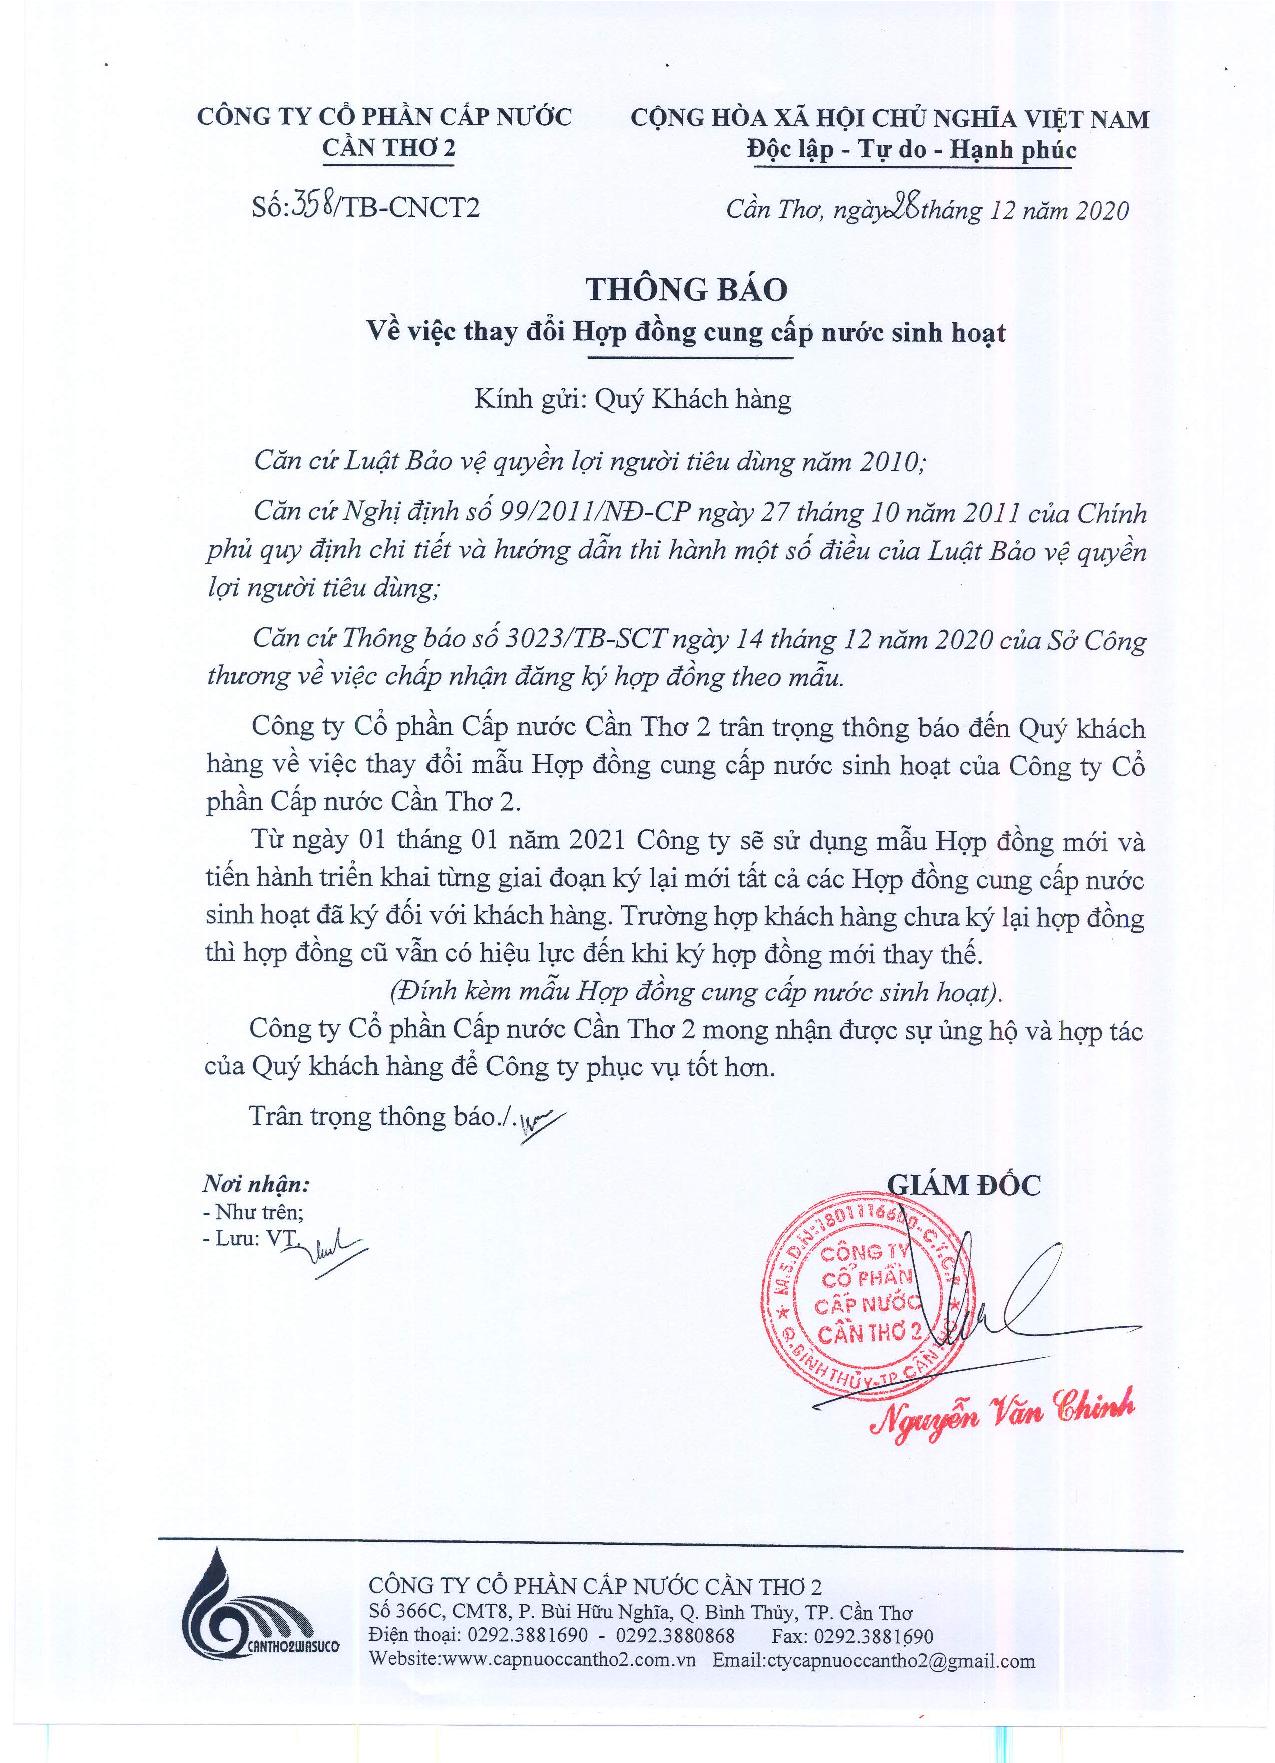 CÔNG TY CỔ PHẦN CẤP NƯỚC
CẦN THƠ 2
Số:358/TB-CNCT2
CỘNG HÒA XÃ HỘI CHỦ NGHĨA VIỆT NAM
Độc lập - Tự do - Hạnh phúc
Cần Thơ, ngày 28 tháng 12 năm 2020
THÔNG BÁO
Về việc thay đổi Hợp đồng cung cấp nước sinh hoạt
Kính gửi: Quý Khách hàng
Căn cứ Luật Bảo vệ quyền lợi người tiêu dùng năm 2010;
Căn cứ Nghị định số 99/2011/NĐ-CP ngày 27 tháng 10 năm 2011 của Chính
phủ quy định chi tiết và hướng dẫn thi hành một số điều của Luật Bảo vệ quyền
lợi người tiêu dùng;
Căn cứ Thông báo số 3023/TB-SCT ngày 14 tháng 12 năm 2020 của Sở Công
thương về việc chấp nhận đăng ký hợp đồng theo mẫu.
Công ty Cổ phần Cấp nước Cần Thơ 2 trân trọng thông báo đến Quý khách
hàng về việc thay đổi mẫu Hợp đồng cung cấp nước sinh hoạt của Công ty Cổ
phần Cấp nước Cần Thơ 2.
Từ ngày 01 tháng 01 năm 2021 Công ty sẽ sử dụng mẫu Hợp đồng mới và
tiến hành triển khai từng giai đoạn ký lại mới tất cả các Hợp đồng cung cấp nước
sinh hoạt đã ký đối với khách hàng. Trường hợp khách hàng chưa ký lại hợp đồng
thì hợp đồng cũ vẫn có hiệu lực đến khi ký hợp đồng mới thay thế.
(Đính kèm mẫu Hợp đồng cung cấp nước sinh hoạt).
Công ty Cổ phần Cấp nước Cần Thơ 2 mong nhận được sự ủng hộ và hợp tác
của Quý khách hàng để Công ty phục vụ tốt hơn.
Trân trọng thông báo./.
Nơi nhận:
- Như trên;
- Lưu: VT.
GIÁM ĐỐC
M.S.D.N:1801116600-C.T.C.P
CÔNG TY
CỔ PHẦN
CẤP NƯỚC
CẦN THƠ 2
Q.BÌNH THỦY-TP.CẦN THƠ
Nguyễn Văn Chinh
CANTHO2WASUCO
CÔNG TY CỔ PHẦN CẤP NƯỚC CẦN THƠ 2
Số 366C, CMT8, P. Bùi Hữu Nghĩa, Q. Bình Thủy, TP. Cần Thơ
Điện thoại: 0292.3881690 - 0292.3880868 Fax: 0292.3881690
Website:www.capnuoccantho2.com.vn Email:ctycapnuoccantho2@gmail.com